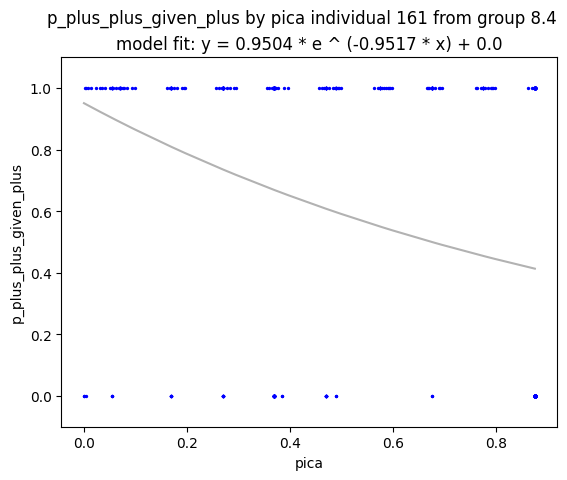 p_plus_plus_given_plus by pica individual 161 from group 8.4
model fit: y = 0.9504 * e ^ (-0.9517 * x) + 0.0
1.0
0.8
0.6
0.4
0.2
0.0
p_plus_plus_given_plus
0.0 0.2 0.4 0.6 0.8
pica